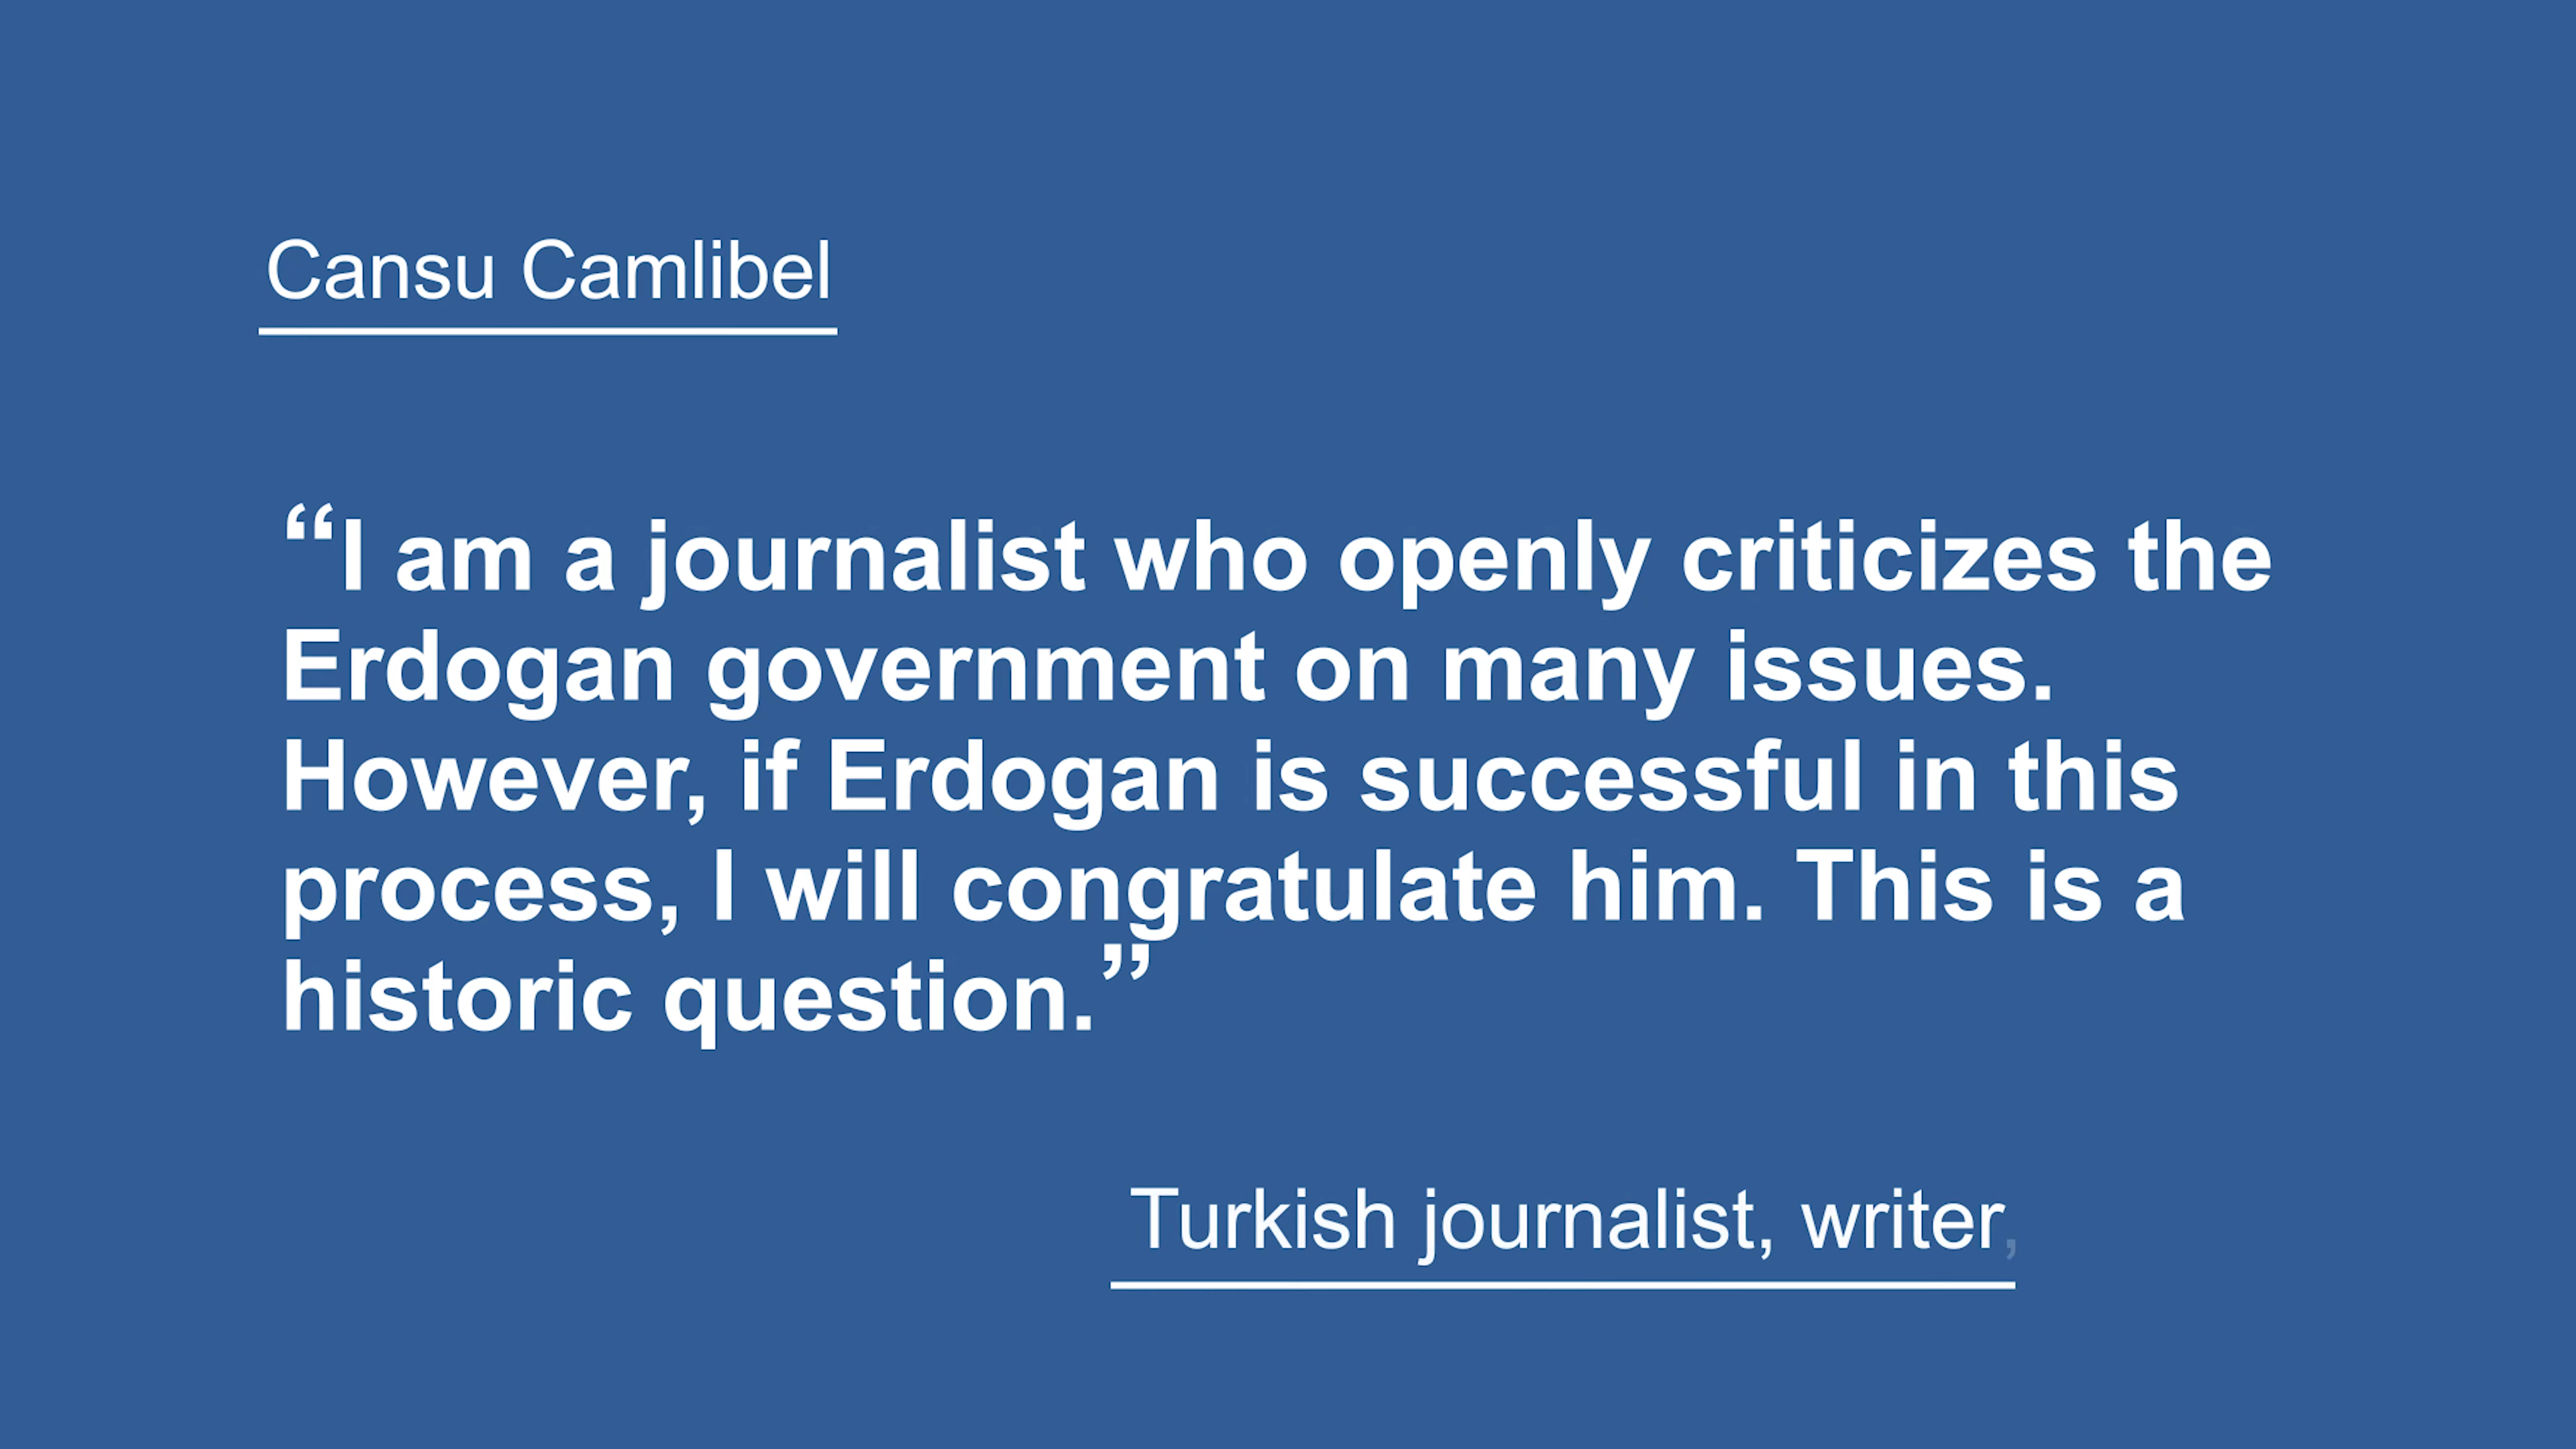 Cansu Camlibel
“I am a journalist who openly criticizes the
Erdogan government on many issues.
However, if Erdogan is successful in this
process, I will congratulate him. This is a
historic question.”
Turkish journalist, writer,